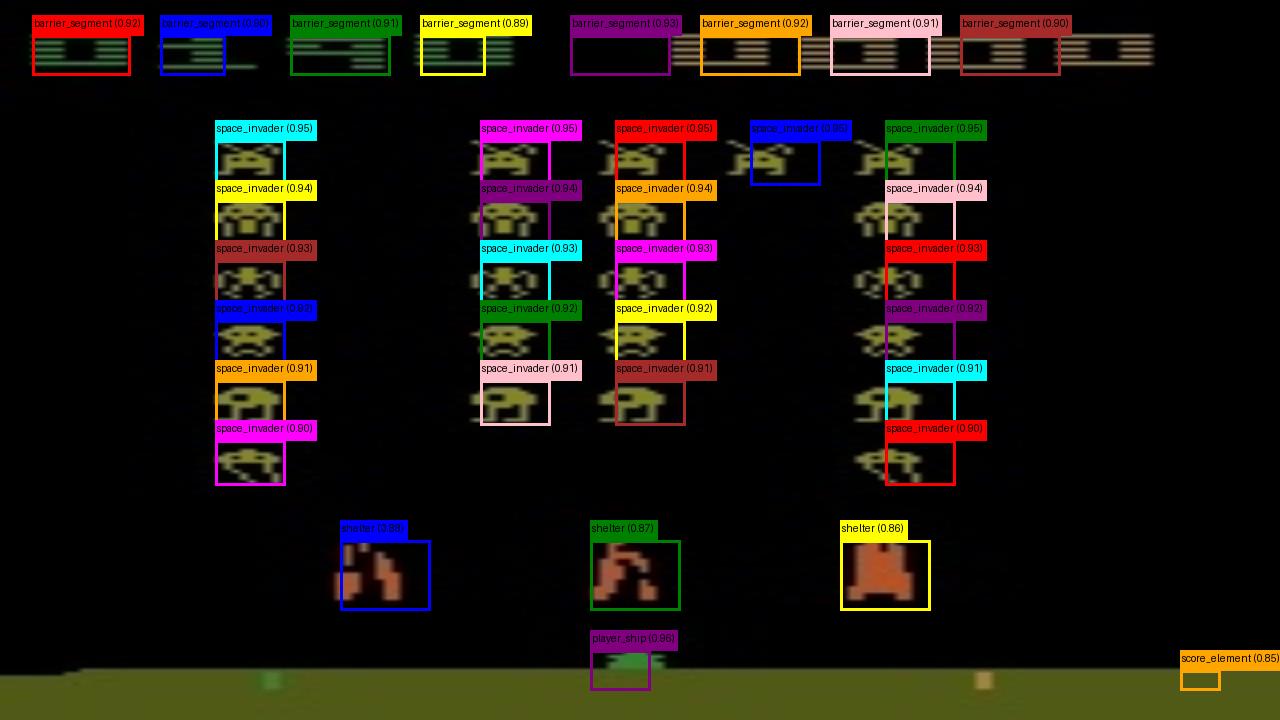 barrier_segment (0.92) barrier_segment (0.90) barrier_segment (0.91) barrier_segment (0.89) barrier_segment (0.93) barrier_segment (0.92) barrier_segment (0.91) barrier_segment (0.90)
space_invader (0.95) space_invader (0.95) space_invader (0.95) space_invader (0.95) space_invader (0.95)
space_invader (0.94) space_invader (0.94) space_invader (0.94) space_invader (0.94)
space_invader (0.93) space_invader (0.93) space_invader (0.93) space_invader (0.93)
space_invader (0.92) space_invader (0.92) space_invader (0.92) space_invader (0.92)
space_invader (0.91) space_invader (0.91) space_invader (0.91) space_invader (0.91)
space_invader (0.90) space_invader (0.90)
shelter (0.88) shelter (0.87) shelter (0.86)
player_ship (0.96)
score_element (0.85)